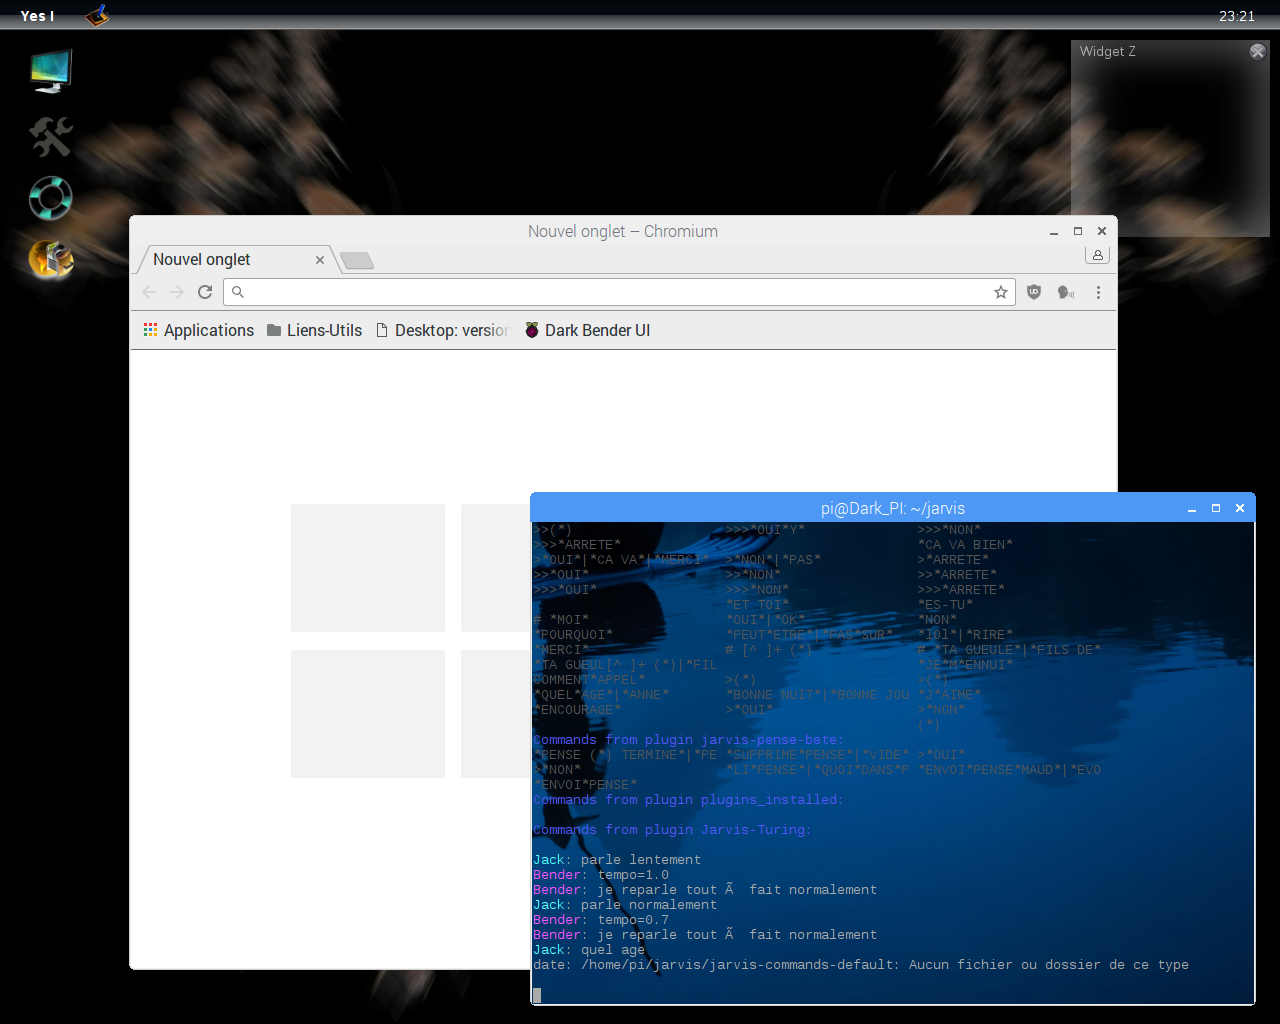 Yes I
23:21
Widget Z
Nouvel onglet – Chromium
Nouvel onglet
Applications
Liens-Utils
Desktop: version
Dark Bender UI
pi@Dark_PI: ~/jarvis
>>(*) >>>*OUI*Y* >>>*NON*
>>>*ARRETE* *CA VA BIEN*
>*OUI*|*CA VA*|*MERCI* >*NON*|*PAS* >*ARRETE*
>>*OUI* >>*NON* >>*ARRETE*
>>>*OUI* >>>*NON* >>>*ARRETE*
*ET TOI* *ES-TU*
# *MOI* *OUI*|*OK* *NON*
*POURQUOI* *PEUT*ETRE*|*PAS*SUR* *lol*|*RIRE*
*MERCI* # [^ ]+ (*) # *TA GUEULE*|*FILS DE*
*TA GUEUL[^ ]+ (*)|*FIL *JE*M*ENNUI*
COMMENT*APPEL* >(*) >(*)
*QUEL*AGE*|*ANNE* *BONNE NUIT*|*BONNE JOU *J*AIME*
*ENCOURAGE* >*OUI* >*NON*
(*)
Commands from plugin jarvis-pense-bete:
*PENSE (*) TERMINE*|*PE *SUPPRIME*PENSE*|*VIDE* >*OUI*
>*NON* *LI*PENSE*|*QUOI*DANS*P *ENVOI*PENSE*MAUD*|*EVO
*ENVOI*PENSE*
Commands from plugin plugins_installed:
Commands from plugin Jarvis-Turing:
Jack: parle lentement
Bender: tempo=1.0
Bender: je reparle tout Ã  fait normalement
Jack: parle normalement
Bender: tempo=0.7
Bender: je reparle tout Ã  fait normalement
Jack: quel age
date: /home/pi/jarvis/jarvis-commands-default: Aucun fichier ou dossier de ce type